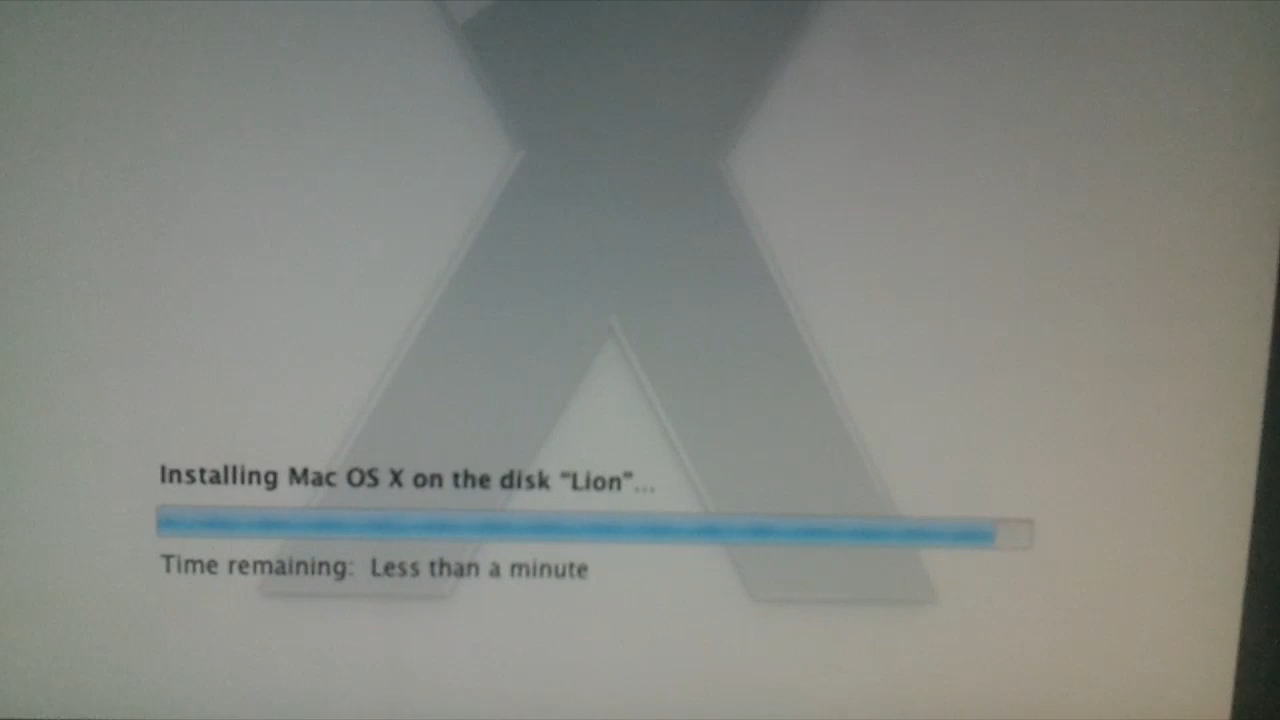 Installing Mac OS X on the disk "Lion"...
Time remaining: Less than a minute